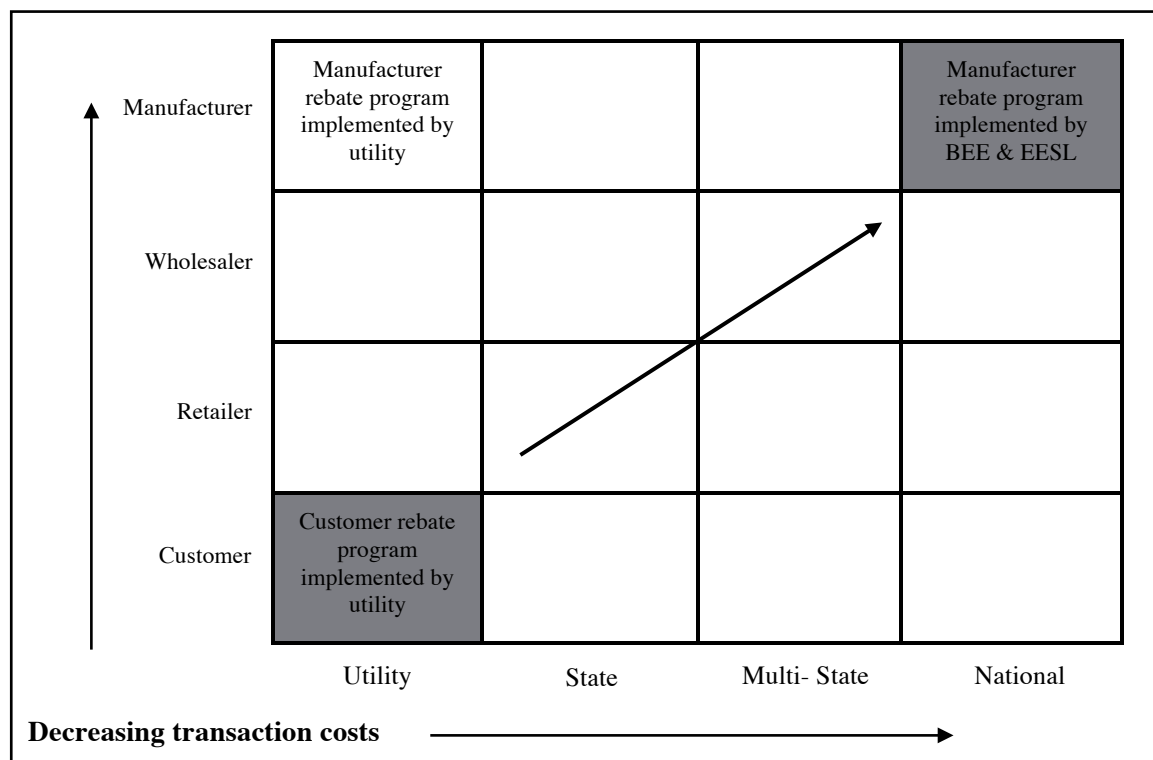 Manufacturer
Manufacturer
rebate program
implemented by
utility
Manufacturer
rebate program
implemented by
BEE & EESL
Wholesaler
Retailer
Customer
Customer rebate
program
implemented by
utility
Utility
State
Multi- State
National
Decreasing transaction costs